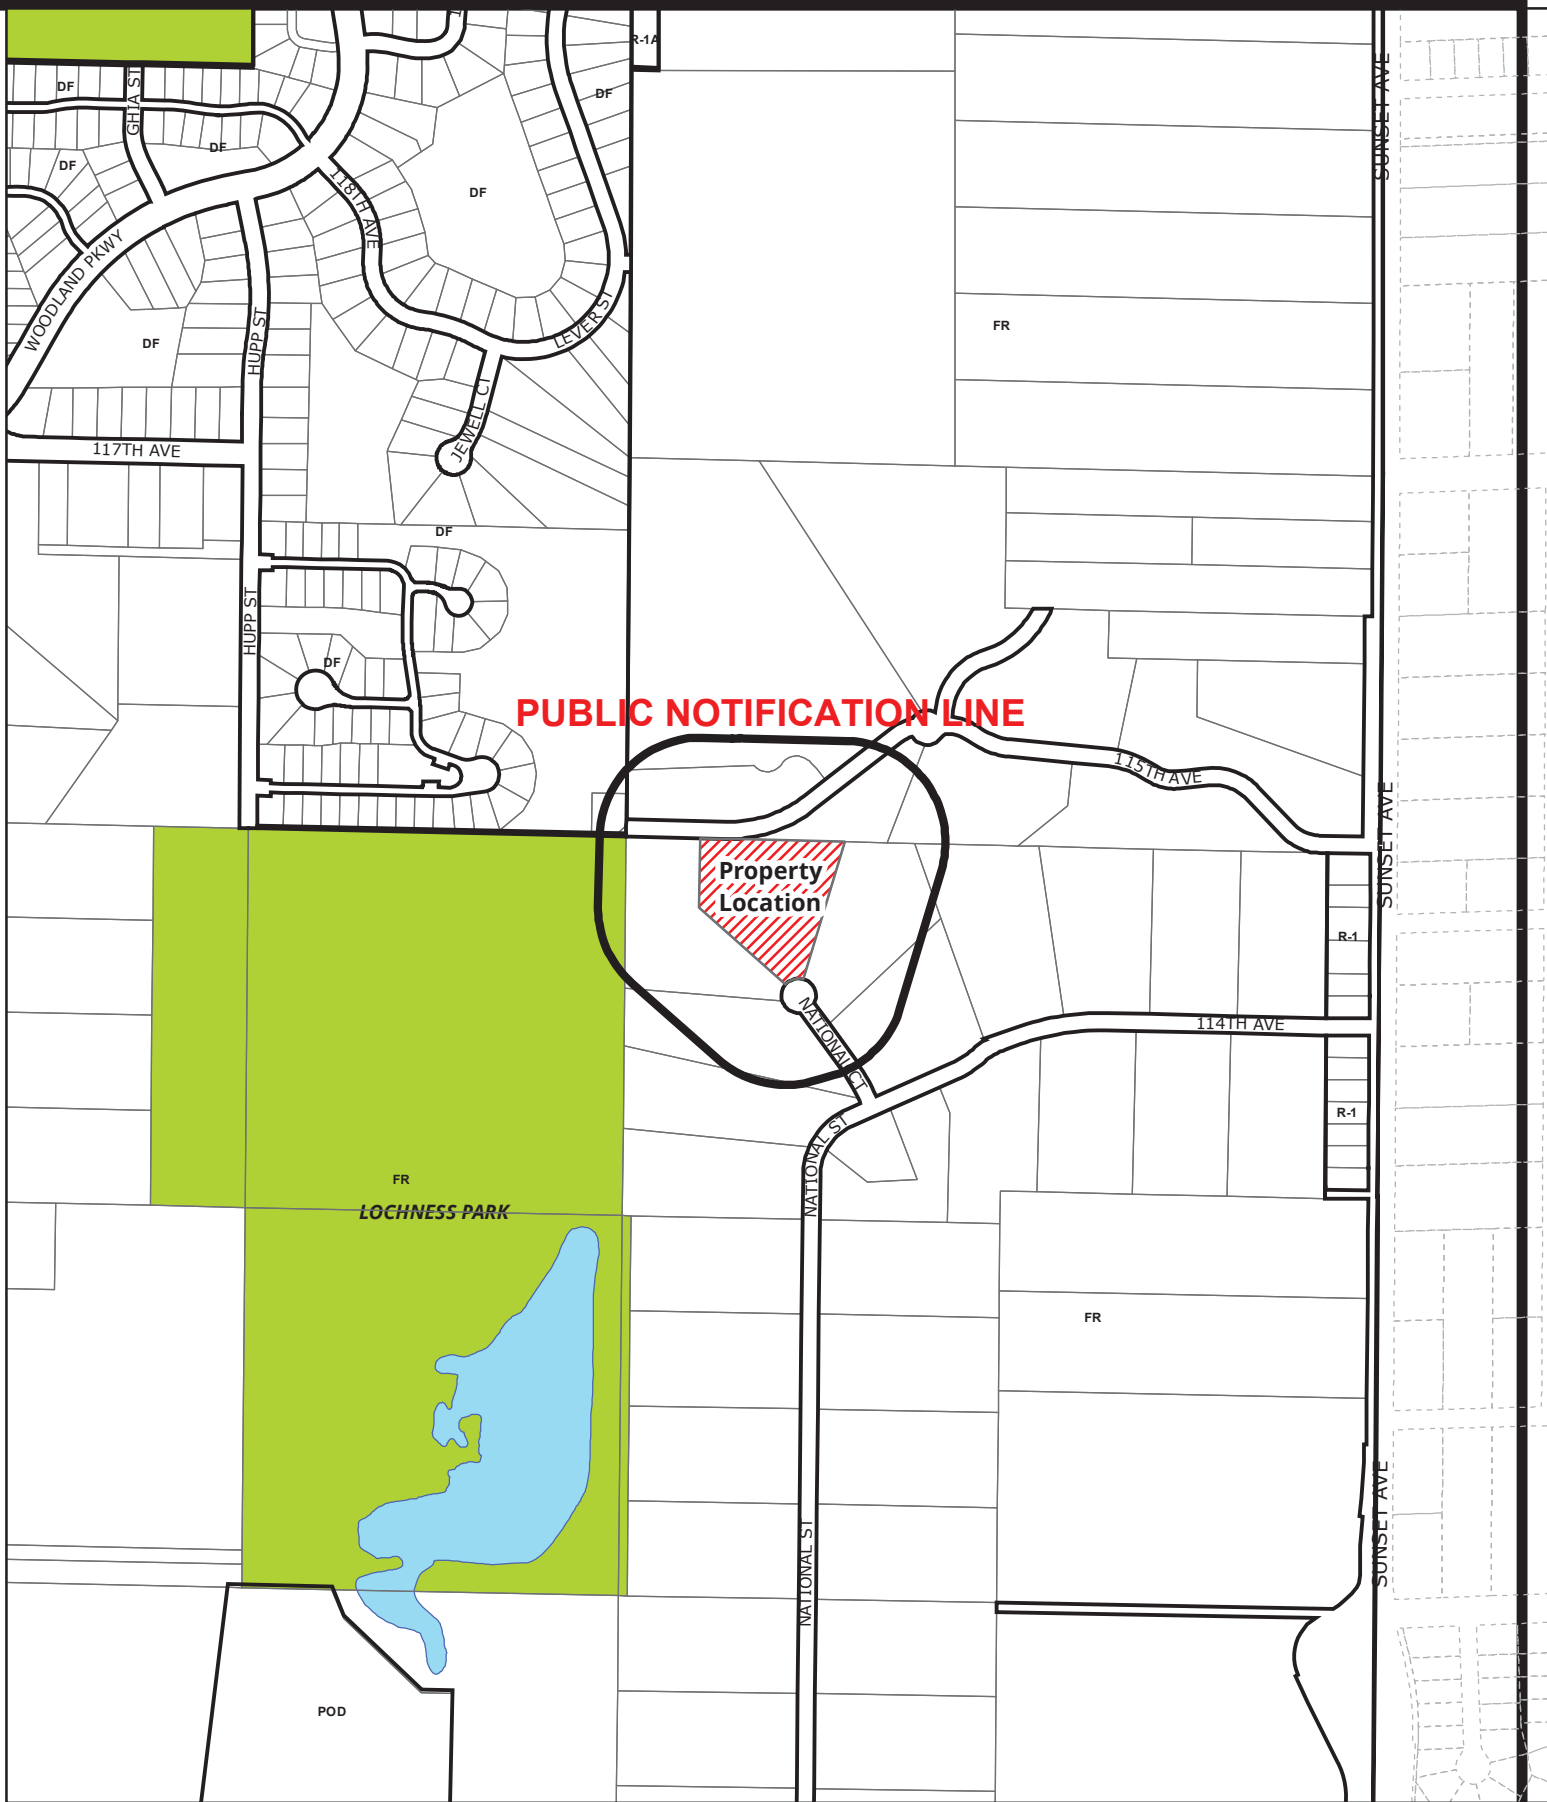 R-1A
DF
GHIA ST
DF
DF
DF
DF
118TH AVE
SUNSET AVE
WOODLAND PKWY
HUPP ST
LEVER ST
FR
DF
JEWELL CT
117TH AVE
DF
HUPP ST
DF
PUBLIC NOTIFICATION LINE
115TH AVE
SUNSET AVE
Property
Location
R-1
NATIONAL CT
114TH AVE
R-1
NATIONAL ST
FR
LOCHNESS PARK
FR
NATIONAL ST
SUNSET AVE
POD